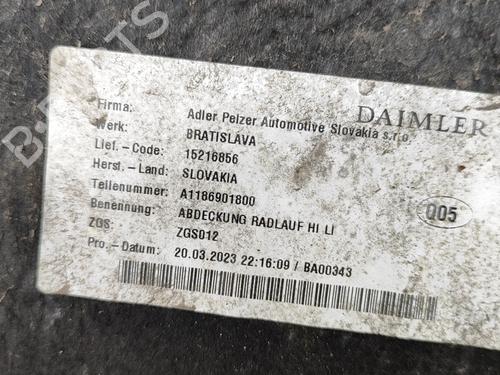 DAIMLER
Firma: Adler Pelzer Automotive Slovakia s.r.o
Werk: BRATISLAVA
Lief. - Code: 15216856
Herst. - Land: SLOVAKIA
Teilenummer: A1186901800
Benennung: ABDECKUNG RADLAUF HI LI
ZGS: ZGS012
Pro. - Datum: 20.03.2023 22:16:09 / BA00343
Q05